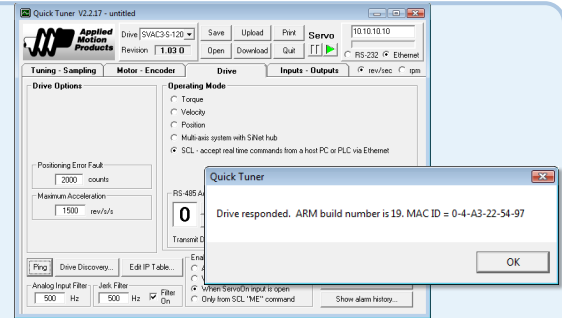 Quick Tuner V2.2.17 - untitled
Applied Motion Products
Drive SVAC3-S-120
Revision 1.03 0
Save Upload Print Servo
Open Download Quit
10.10.10.10
RS-232 Ethernet
Tuning - Sampling Motor - Encoder Drive Inputs - Outputs rev/sec rpm
Drive Options
Operating Mode
Torque
Velocity
Position
Multi-axis system with SiNet hub
SCL - accept real time commands from a host PC or PLC via Ethernet
Positioning Error Fault
2000 counts
Maximum Acceleration
1500 rev/s/s
RS-485 A
0
Transmit D
Quick Tuner
Drive responded. ARM build number is 19. MAC ID = 0-4-A3-22-54-97
OK
Ping Drive Discovery... Edit IP Table...
Analog Input Filter
500 Hz
Jerk Filter
500 Hz Filter On
Ena
When ServoOn input is open
Only from SCL "ME" command
Show alarm history...